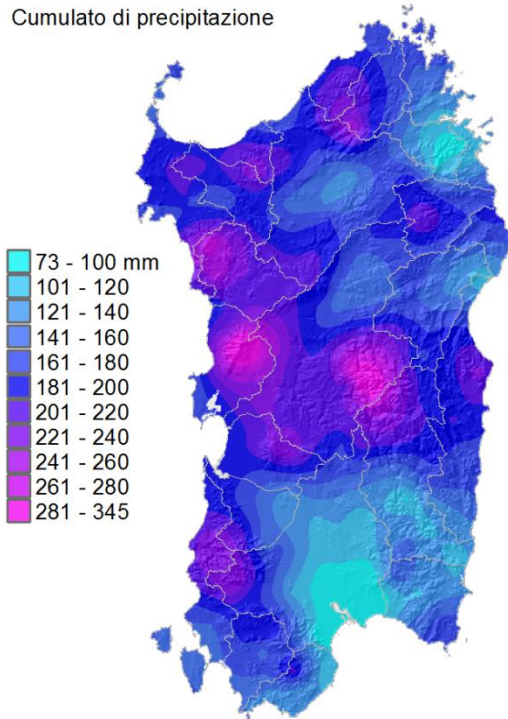 Cumulato di precipitazione
73 - 100 mm
101 - 120
121 - 140
141 - 160
161 - 180
181 - 200
201 - 220
221 - 240
241 - 260
261 - 280
281 - 345